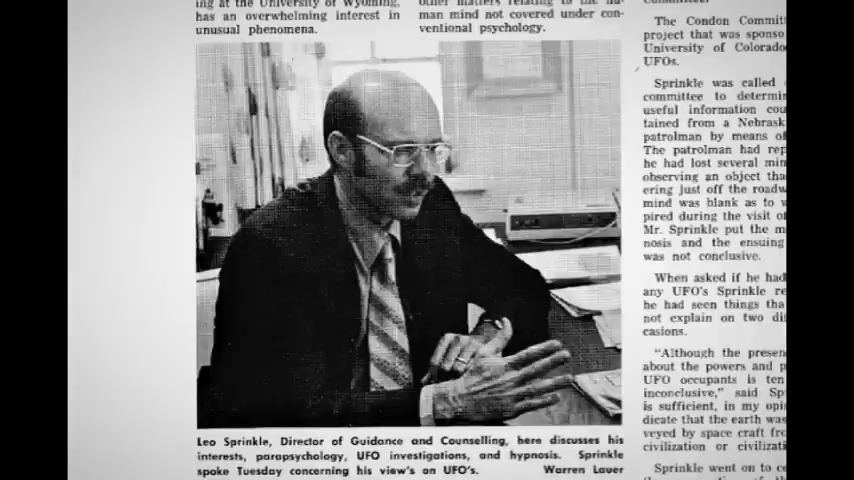 ing at the University of Wyoming,
has an overwhelming interest in
unusual phenomena.
other matters relating to the hu-
man mind not covered under con-
ventional psychology.
Leo Sprinkle, Director of Guidance and Counselling, here discusses his
interests, parapsychology, UFO investigations, and hypnosis. Sprinkle
spoke Tuesday concerning his view's on UFO's. Warren Lauer
The Condon Committ
project that was sponso
University of Colorado
UFOs.
Sprinkle was called
committee to determin
useful information cou
tained from a Nebrask
patrolman by means of
The patrolman had rep
he had lost several min
observing an object tha
ering just off the roadw
mind was blank as to w
pired during the visit of
Mr. Sprinkle put the m
nosis and the ensuing
was not conclusive.
When asked if he had
any UFO's Sprinkle re
he had seen things tha
not explain on two di
casions.
"Although the presen
about the powers and p
UFO occupants is ten
inconclusive," said Sp
is sufficient, in my opi
dicate that the earth was
veyed by space craft fro
civilization or civilizati
Sprinkle went on to ce